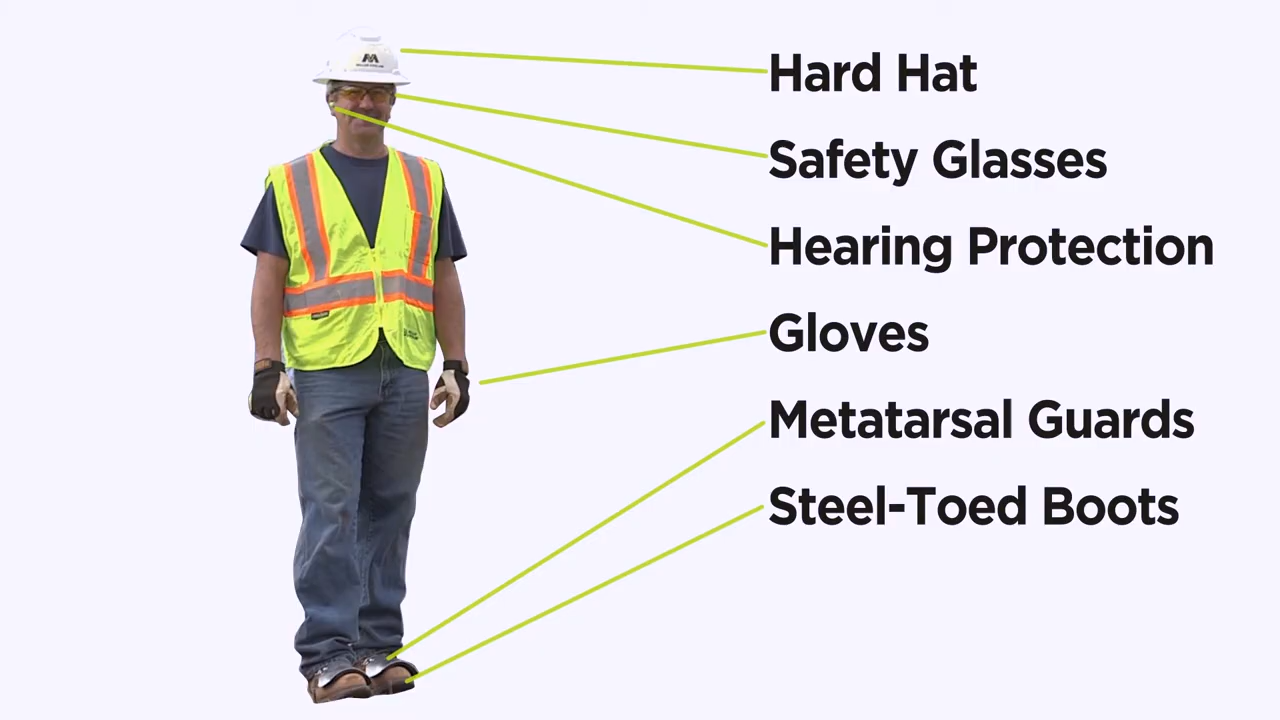 Hard Hat
Safety Glasses
Hearing Protection
Gloves
Metatarsal Guards
Steel-Toed Boots